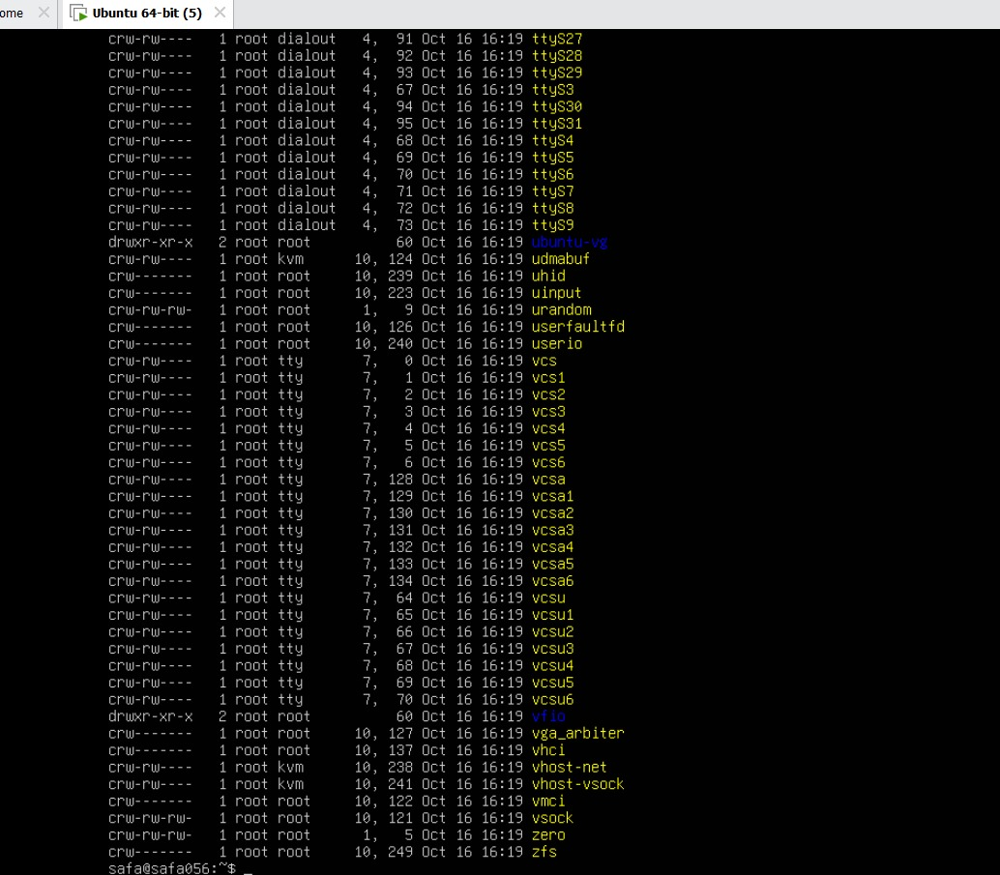 ome Ubuntu 64-bit (5)
crw-rw---- 1 root dialout 4, 91 Oct 16 16:19 ttyS27
crw-rw---- 1 root dialout 4, 92 Oct 16 16:19 ttyS28
crw-rw---- 1 root dialout 4, 93 Oct 16 16:19 ttyS29
crw-rw---- 1 root dialout 4, 67 Oct 16 16:19 ttyS3
crw-rw---- 1 root dialout 4, 94 Oct 16 16:19 ttyS30
crw-rw---- 1 root dialout 4, 95 Oct 16 16:19 ttyS31
crw-rw---- 1 root dialout 4, 68 Oct 16 16:19 ttyS4
crw-rw---- 1 root dialout 4, 69 Oct 16 16:19 ttyS5
crw-rw---- 1 root dialout 4, 70 Oct 16 16:19 ttyS6
crw-rw---- 1 root dialout 4, 71 Oct 16 16:19 ttyS7
crw-rw---- 1 root dialout 4, 72 Oct 16 16:19 ttyS8
crw-rw---- 1 root dialout 4, 73 Oct 16 16:19 ttyS9
drwxr-xr-x 2 root root 60 Oct 16 16:19 ubuntu-vg
crw-rw---- 1 root kvm 10, 124 Oct 16 16:19 udmabuf
crw------- 1 root root 10, 239 Oct 16 16:19 uhid
crw------- 1 root root 10, 223 Oct 16 16:19 uinput
crw-rw-rw- 1 root root 1, 9 Oct 16 16:19 urandom
crw------- 1 root root 10, 126 Oct 16 16:19 userfaultfd
crw------- 1 root root 10, 240 Oct 16 16:19 userio
crw-rw---- 1 root tty 7, 0 Oct 16 16:19 vcs
crw-rw---- 1 root tty 7, 1 Oct 16 16:19 vcs1
crw-rw---- 1 root tty 7, 2 Oct 16 16:19 vcs2
crw-rw---- 1 root tty 7, 3 Oct 16 16:19 vcs3
crw-rw---- 1 root tty 7, 4 Oct 16 16:19 vcs4
crw-rw---- 1 root tty 7, 5 Oct 16 16:19 vcs5
crw-rw---- 1 root tty 7, 6 Oct 16 16:19 vcs6
crw-rw---- 1 root tty 7, 128 Oct 16 16:19 vcsa
crw-rw---- 1 root tty 7, 129 Oct 16 16:19 vcsa1
crw-rw---- 1 root tty 7, 130 Oct 16 16:19 vcsa2
crw-rw---- 1 root tty 7, 131 Oct 16 16:19 vcsa3
crw-rw---- 1 root tty 7, 132 Oct 16 16:19 vcsa4
crw-rw---- 1 root tty 7, 133 Oct 16 16:19 vcsa5
crw-rw---- 1 root tty 7, 134 Oct 16 16:19 vcsa6
crw-rw---- 1 root tty 7, 64 Oct 16 16:19 vcsu
crw-rw---- 1 root tty 7, 65 Oct 16 16:19 vcsu1
crw-rw---- 1 root tty 7, 66 Oct 16 16:19 vcsu2
crw-rw---- 1 root tty 7, 67 Oct 16 16:19 vcsu3
crw-rw---- 1 root tty 7, 68 Oct 16 16:19 vcsu4
crw-rw---- 1 root tty 7, 69 Oct 16 16:19 vcsu5
crw-rw---- 1 root tty 7, 70 Oct 16 16:19 vcsu6
drwxr-xr-x 2 root root 60 Oct 16 16:19 vfio
crw------- 1 root root 10, 127 Oct 16 16:19 vga_arbiter
crw------- 1 root root 10, 137 Oct 16 16:19 vhci
crw-rw---- 1 root kvm 10, 238 Oct 16 16:19 vhost-net
crw-rw---- 1 root kvm 10, 241 Oct 16 16:19 vhost-vsock
crw------- 1 root root 10, 122 Oct 16 16:19 vmci
crw-rw-rw- 1 root root 10, 121 Oct 16 16:19 vsock
crw-rw-rw- 1 root root 1, 5 Oct 16 16:19 zero
crw------- 1 root root 10, 249 Oct 16 16:19 zfs
safa@safa056:~$ _